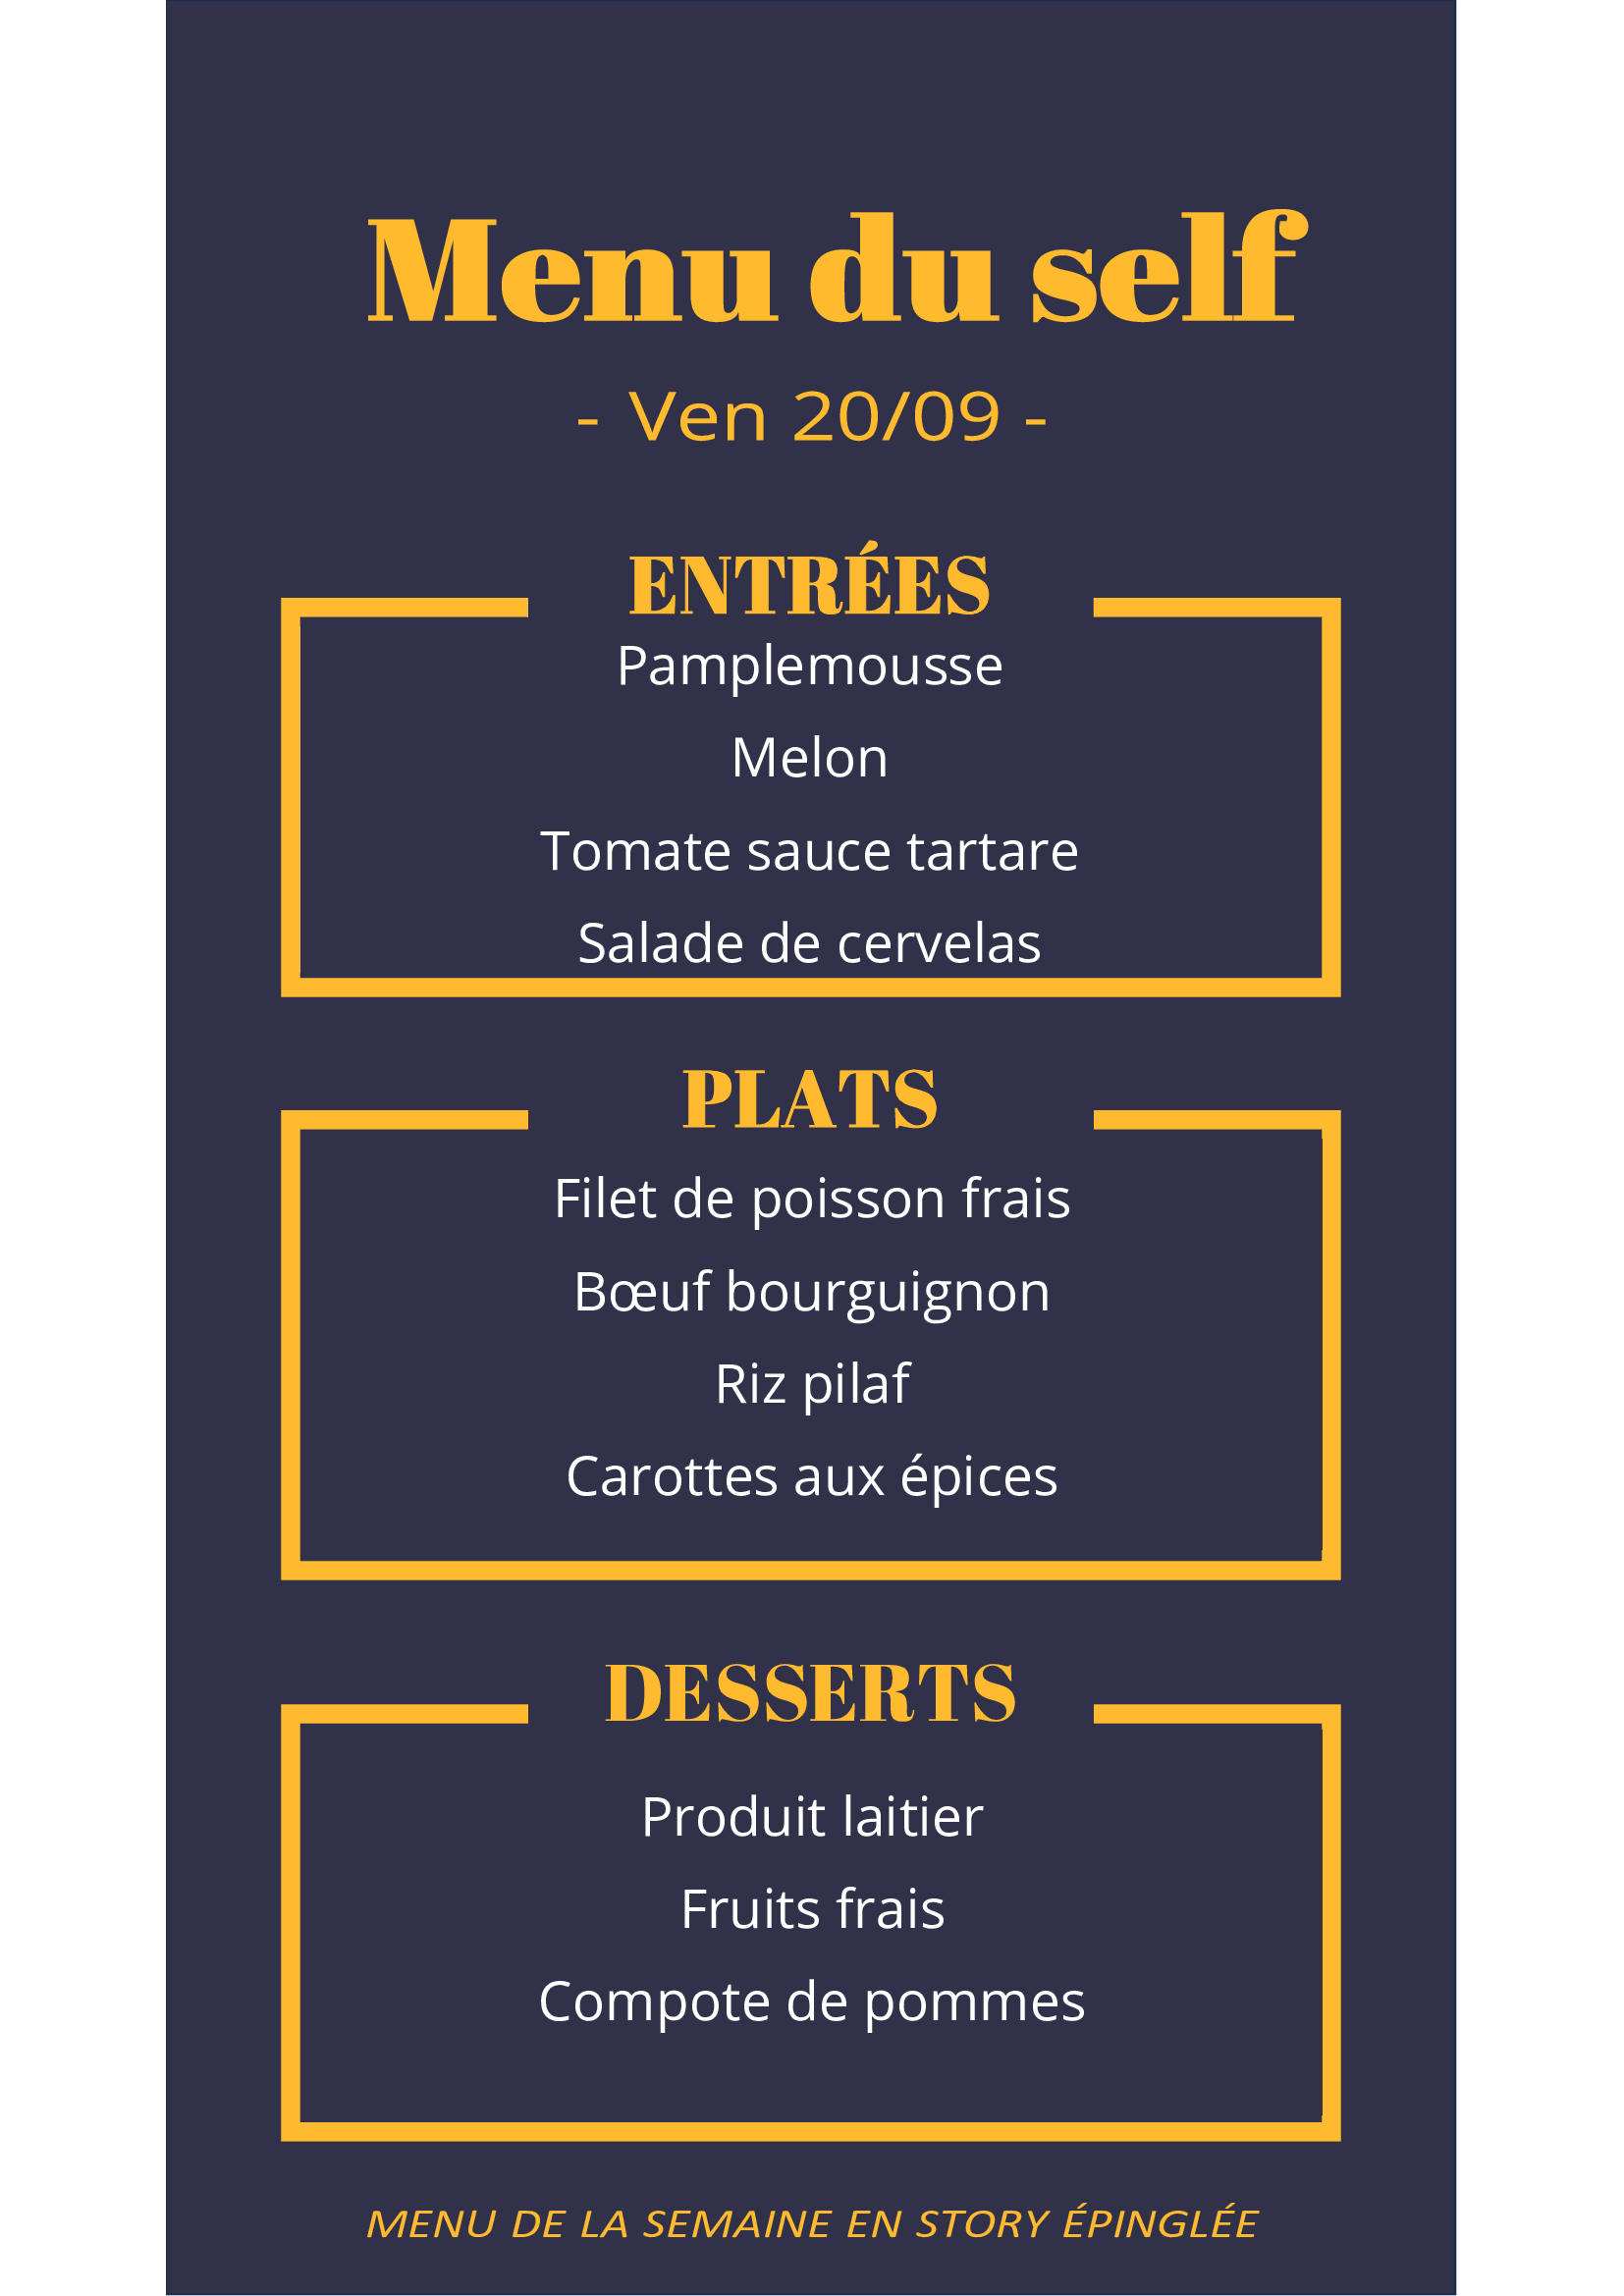 Menu du self
- Ven 20/09 -
ENTRÉES
Pamplemousse
Melon
Tomate sauce tartare
Salade de cervelas
PLATS
Filet de poisson frais
Bœuf bourguignon
Riz pilaf
Carottes aux épices
DESSERTS
Produit laitier
Fruits frais
Compote de pommes
MENU DE LA SEMAINE EN STORY ÉPINGLÉE